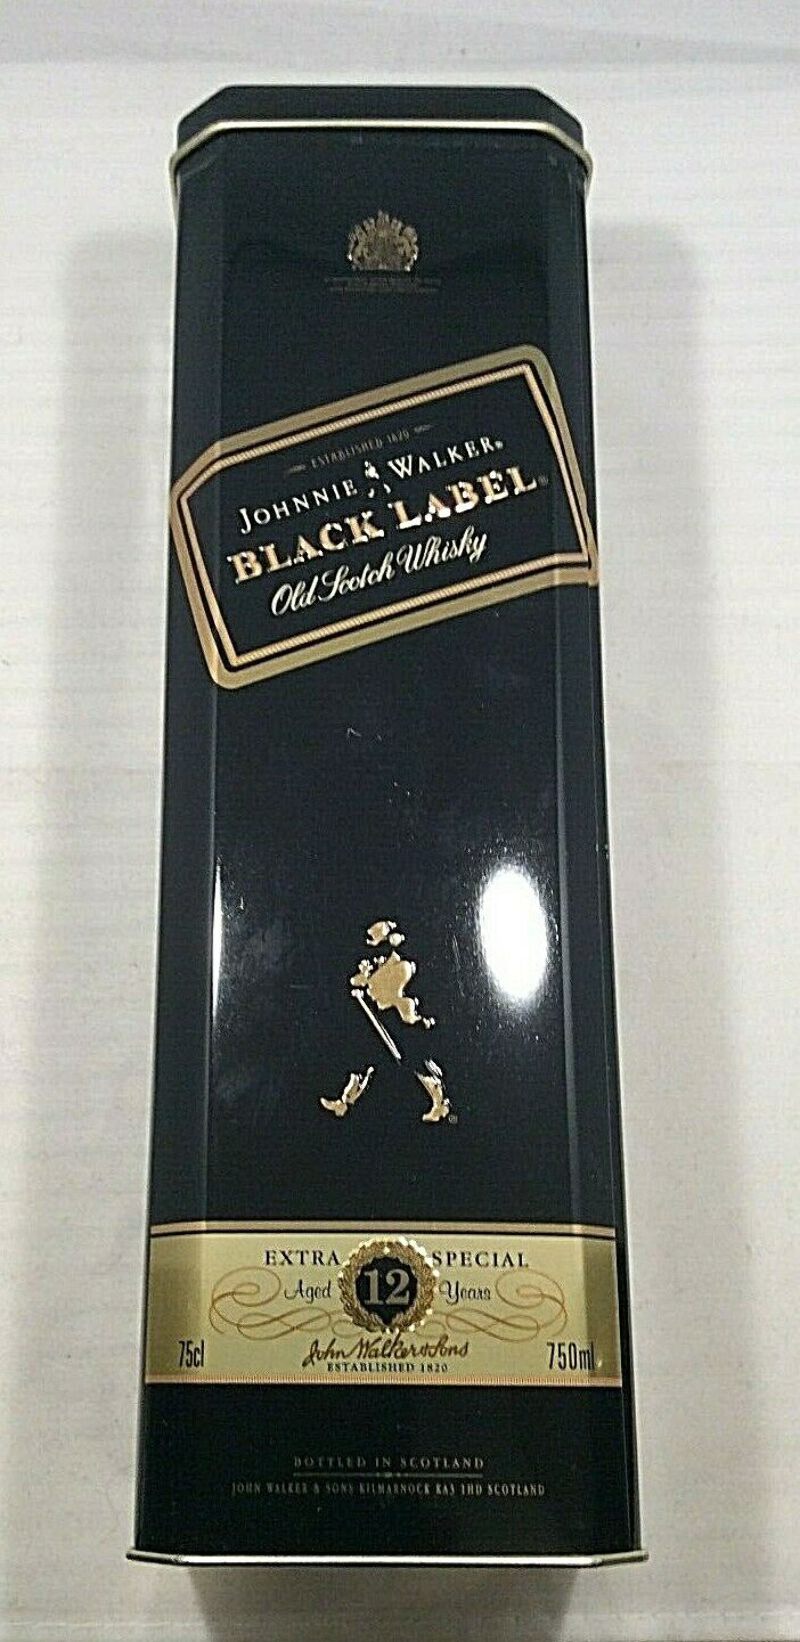 ESTABLISHED 1820
JOHNNIE WALKER®
BLACK LABEL®
Old Scotch Whisky
®
EXTRA SPECIAL
Aged 12 Years
75cl John Walker & Sons 750ml
ESTABLISHED 1820
BOTTLED IN SCOTLAND
JOHN WALKER & SONS KILMARNOCK KA3 1HD SCOTLAND